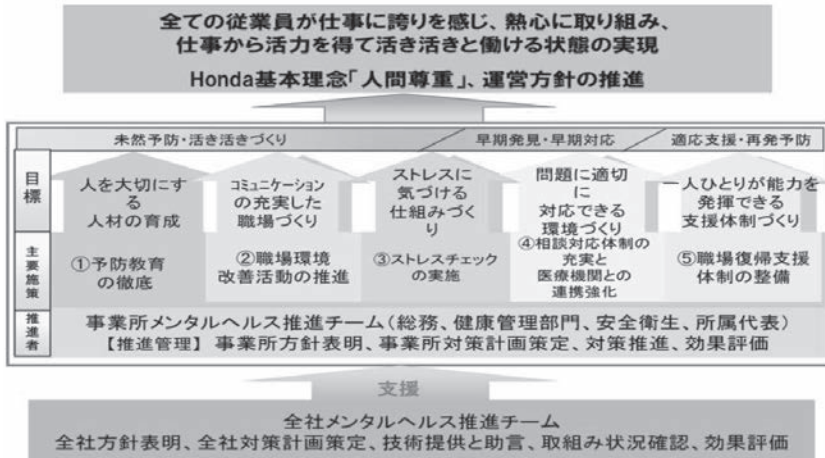 全ての従業員が仕事に誇りを感じ、熱心に取り組み、
仕事から活力を得て活き活きと働ける状態の実現
Honda基本理念「人間尊重」、運営方針の推進
未然予防・活き活きづくり
早期発見・早期対応
適応支援・再発予防
目標
人を大切にする
人材の育成
コミュニケーション
の充実した
職場づくり
ストレスに
気づける
仕組みづく
り
問題に適切
に
対応できる
環境づくり
一人ひとりが能力を
発揮できる
支援体制づくり
主要施策
①予防教育
の徹底
②職場環境
改善活動の推進
③ストレスチェック
の実施
④相談対応体制の
充実と
医療機関との
連携強化
⑤職場復帰支援
体制の整備
推進者
事業所メンタルヘルス推進チーム(総務、健康管理部門、安全衛生、所属代表)
【推進管理】 事業所方針表明、事業所対策計画策定、対策推進、効果評価
支援
全社メンタルヘルス推進チーム
全社方針表明、全社対策計画策定、技術提供と助言、取組み状況確認、効果評価